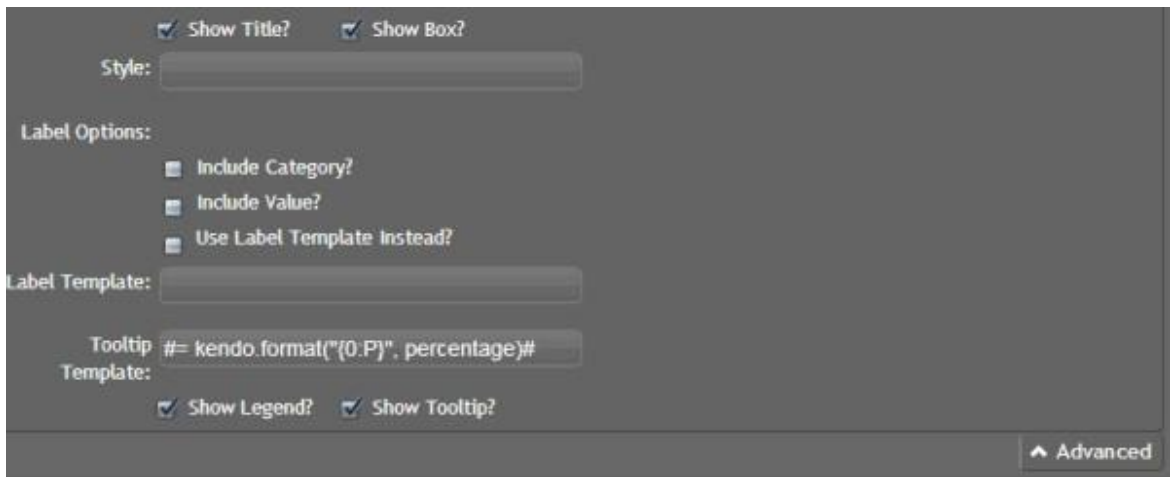 Show Title? Show Box?
Style:
Label Options:
Include Category?
Include Value?
Use Label Template Instead?
Label Template:
Tooltip Template: #= kendo.format("{0:P}", percentage)#
Show Legend? Show Tooltip?
Advanced